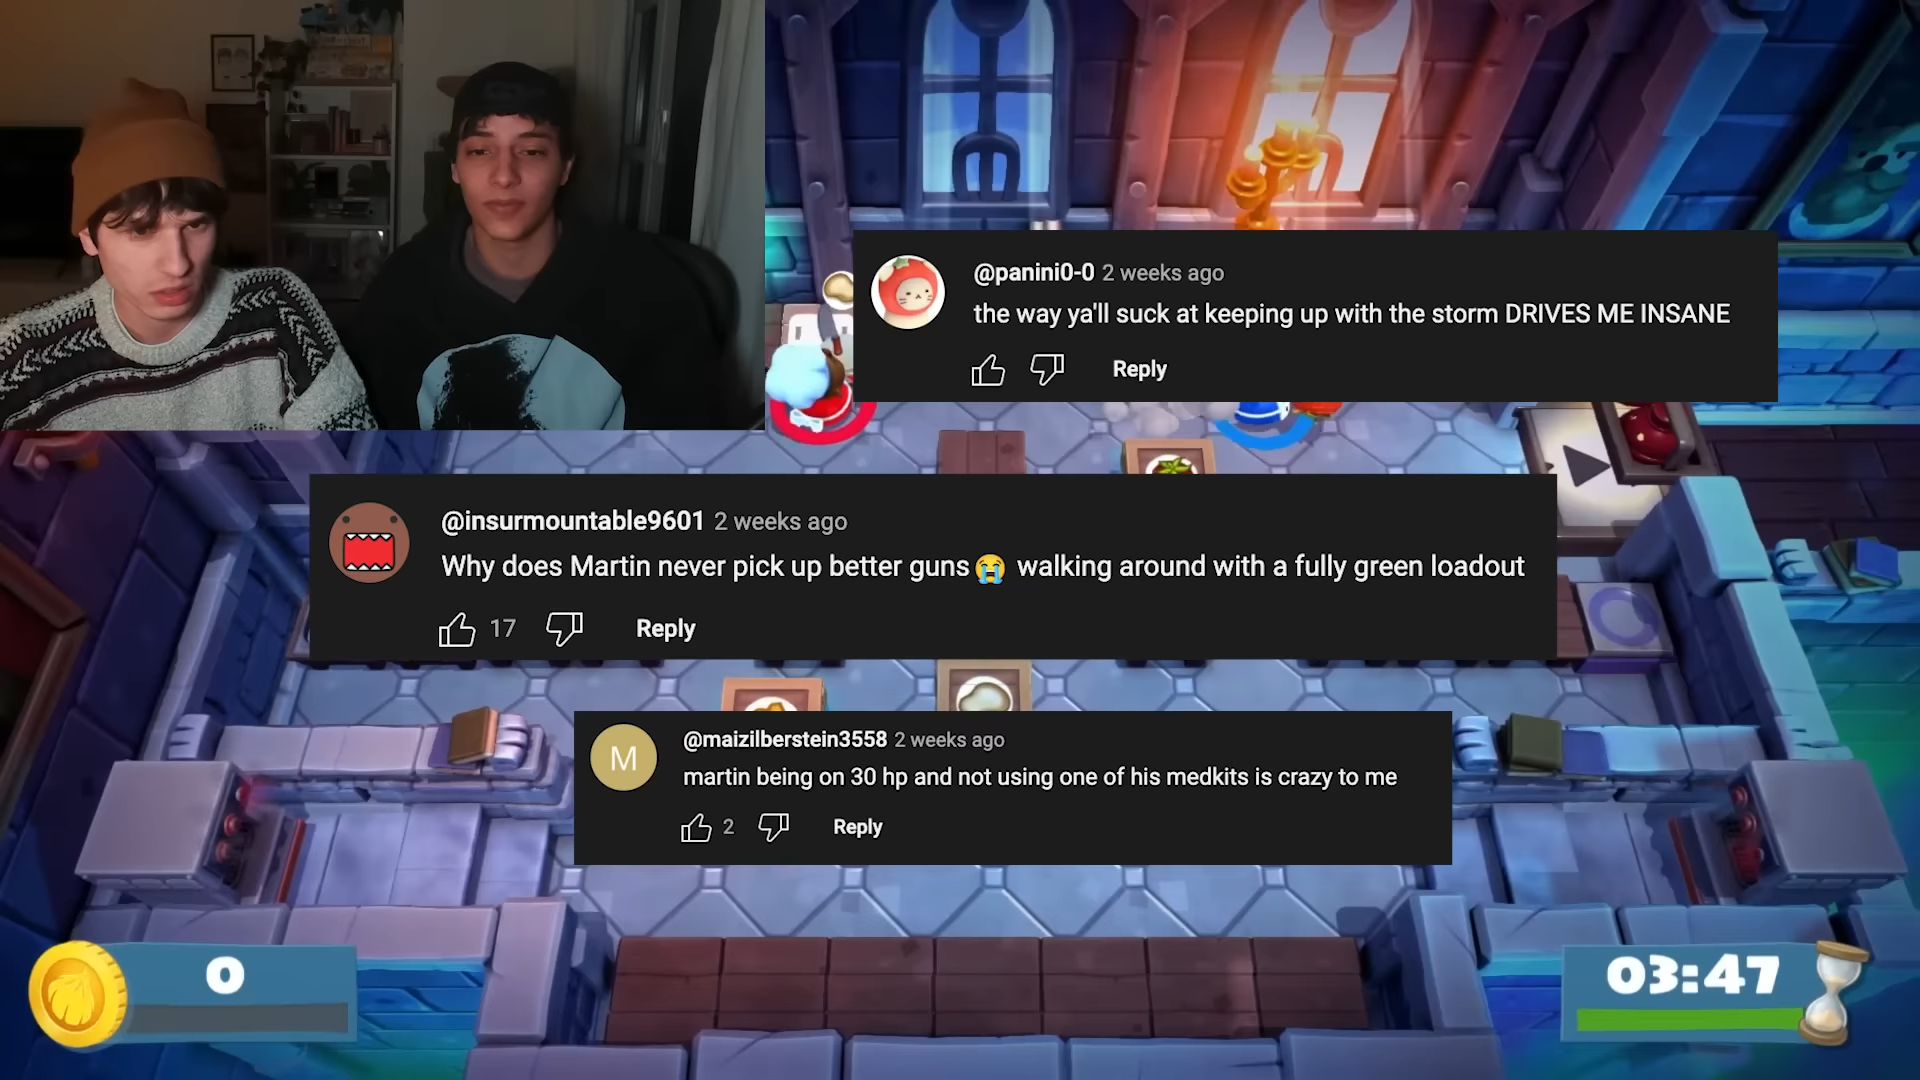 @panini0-0 2 weeks ago
the way ya'll suck at keeping up with the storm DRIVES ME INSANE
Reply
@insurmountable9601 2 weeks ago
Why does Martin never pick up better guns😭 walking around with a fully green loadout
17 Reply
M
@maizilberstein3558 2 weeks ago
martin being on 30 hp and not using one of his medkits is crazy to me
2 Reply
0
03:47